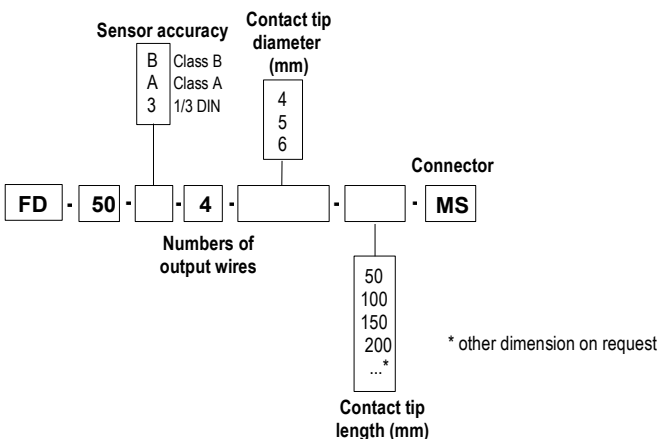 Sensor accuracy
B Class B
A Class A
3 1/3 DIN
Contact tip
diameter
(mm)
4
5
6
Connector
FD - 50 - - 4 - - - MS
Numbers of
output wires
50
100
150
200
...*
* other dimension on request
Contact tip
length (mm)